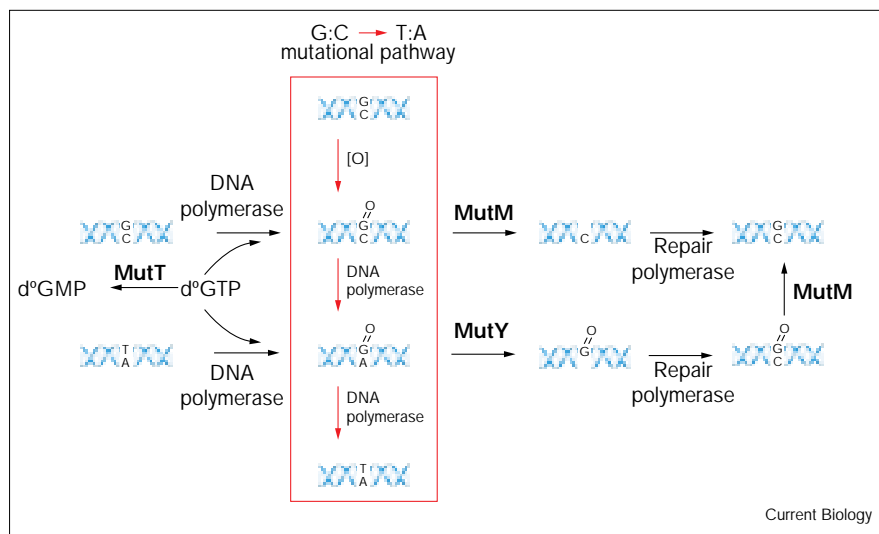 G:C → T:A
mutational pathway
G
C
[O]
DNA
polymerase
O
G
C
MutM
G
C
C
Repair
polymerase
G
C
DNA
polymerase
MutT
d°GMP
d°GTP
MutM
O
G
A
MutY
T
A
DNA
polymerase
O
G
Repair
polymerase
O
G
C
DNA
polymerase
T
A
Current Biology